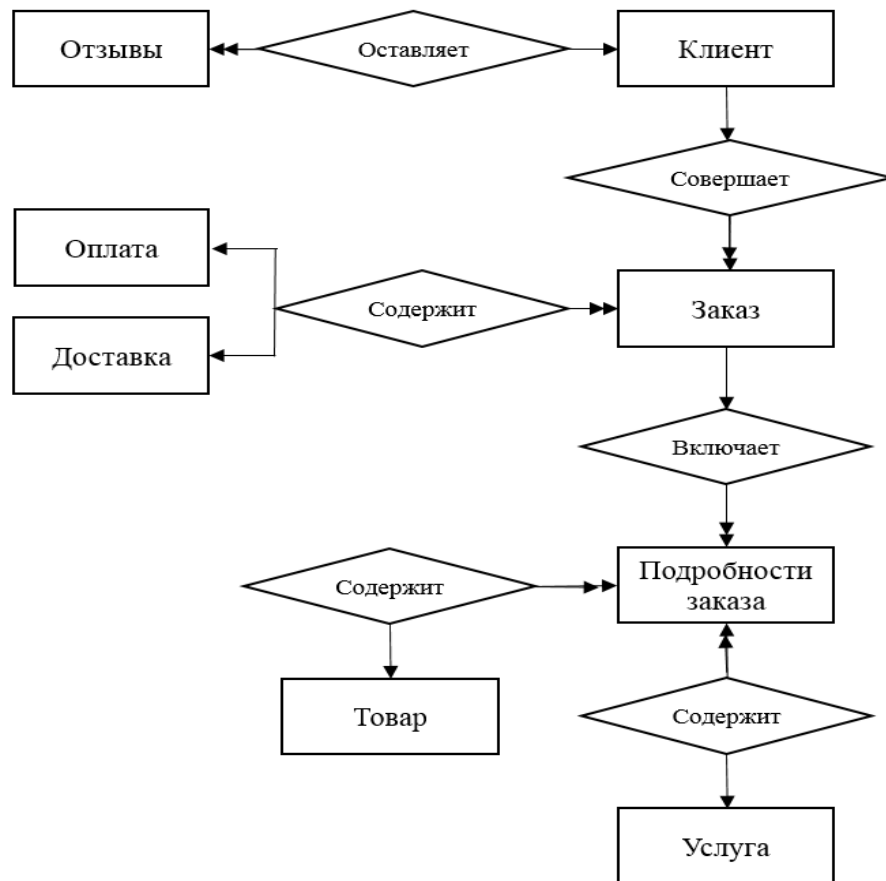 Отзывы
Оставляет
Клиент
Совершает
Оплата
Содержит
Заказ
Доставка
Включает
Содержит
Подробности
заказа
Товар
Содержит
Услуга